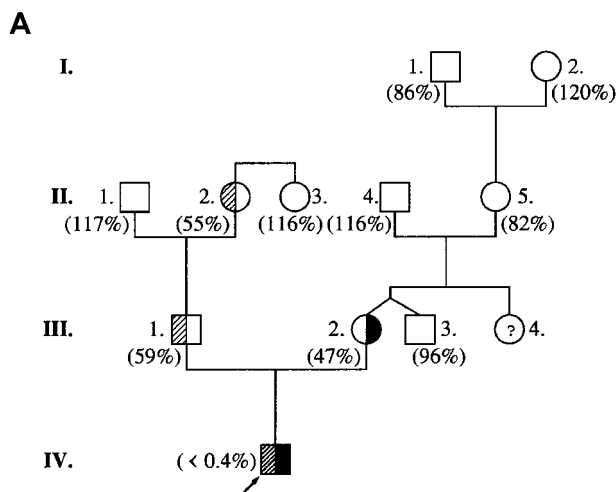 A
I. 1. 2.
(86%) (120%)
II. 1. 2. 3. 4. 5.
(117%) (55%) (116%) (116%) (82%)
III. 1. 2. 3. ? 4.
(59%) (47%) (96%)
IV. (< 0.4%)